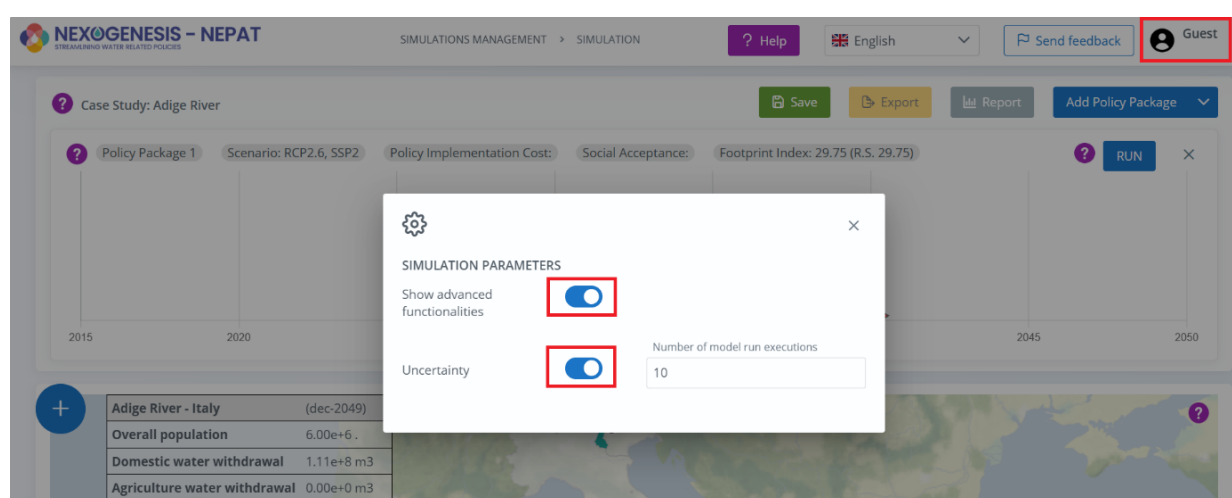 NEXOGENESIS – NEPAT
STREAMLINING WATER RELATED POLICIES
SIMULATIONS MANAGEMENT > SIMULATION
? Help
English
Send feedback
Guest
? Case Study: Adige River
Save
Export
Report
Add Policy Package
? Policy Package 1
Scenario: RCP2.6, SSP2
Policy Implementation Cost:
Social Acceptance:
Footprint Index: 29.75 (R.S. 29.75)
?
RUN
SIMULATION PARAMETERS
Show advanced
functionalities
Uncertainty
Number of model run executions
10
2015 2020 2045 2050
+
Adige River - Italy (dec-2049)
Overall population 6.00e+6 .
Domestic water withdrawal 1.11e+8 m3
Agriculture water withdrawal 0.00e+0 m3
?